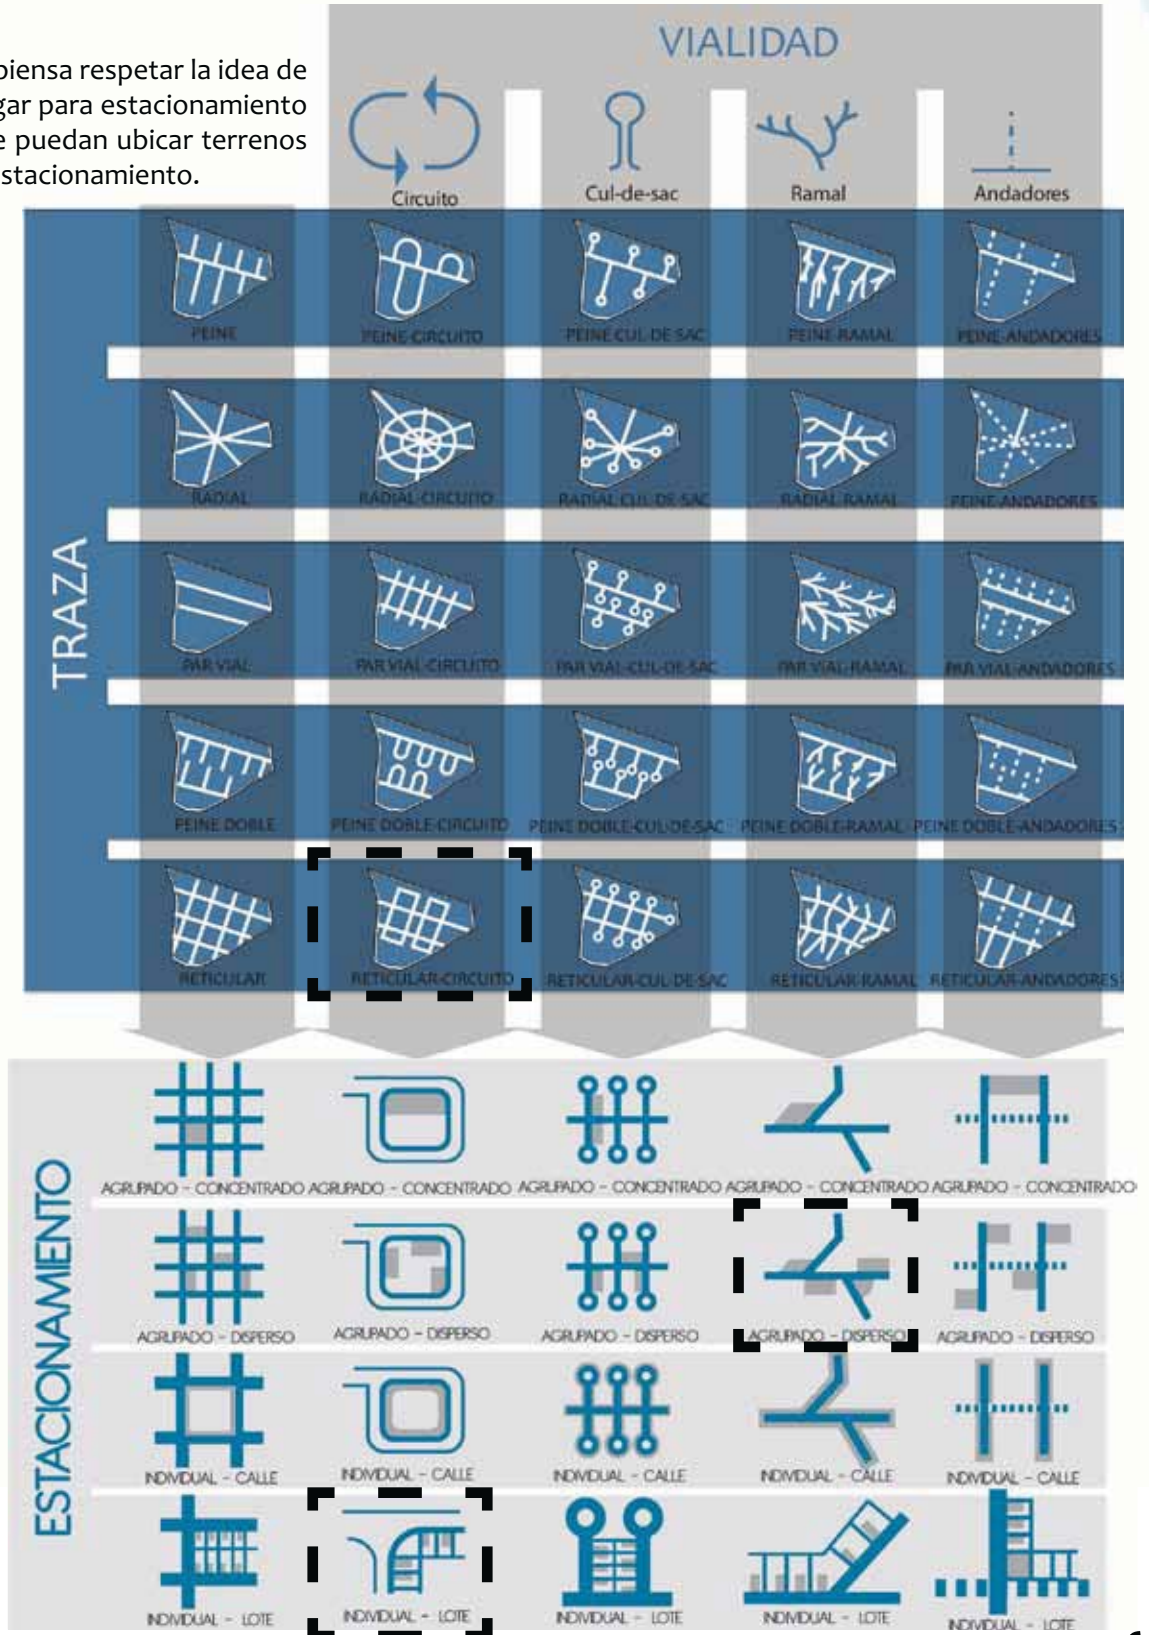 piensa respetar la idea de
gar para estacionamiento
e puedan ubicar terrenos
stacionamiento.
VIALIDAD
Circuito Cul-de-sac Ramal Andadores
TRAZA
PEINE PEINE-CIRCUITO PEINE CUL-DE-SAC PEINE-RAMAL PEINE-ANDADORES
RADIAL RADIAL-CIRCUITO RADIAL CUL-DE-SAC RADIAL-RAMAL PEINE-ANDADORES
PAR VIAL PAR VIAL-CIRCUITO PAR VIAL-CUL-DE-SAC PAR VIAL-RAMAL PAR VIAL-ANDADORES
PEINE DOBLE PEINE DOBLE-CIRCUITO PEINE DOBLE-CUL-DE-SAC PEINE DOBLE-RAMAL PEINE DOBLE-ANDADORES
RETICULAR RETICULAR-CIRCUITO RETICULAR-CUL-DE-SAC RETICULAR-RAMAL RETICULAR-ANDADORES
ESTACIONAMIENTO
AGRUPADO - CONCENTRADO AGRUPADO - CONCENTRADO AGRUPADO - CONCENTRADO AGRUPADO - CONCENTRADO AGRUPADO - CONCENTRADO
AGRUPADO - DISPERSO AGRUPADO - DISPERSO AGRUPADO - DISPERSO AGRUPADO - DISPERSO AGRUPADO - DISPERSO
INDIVIDUAL - CALLE INDIVIDUAL - CALLE INDIVIDUAL - CALLE INDIVIDUAL - CALLE INDIVIDUAL - CALLE
INDIVIDUAL - LOTE INDIVIDUAL - LOTE INDIVIDUAL - LOTE INDIVIDUAL - LOTE INDIVIDUAL - LOTE